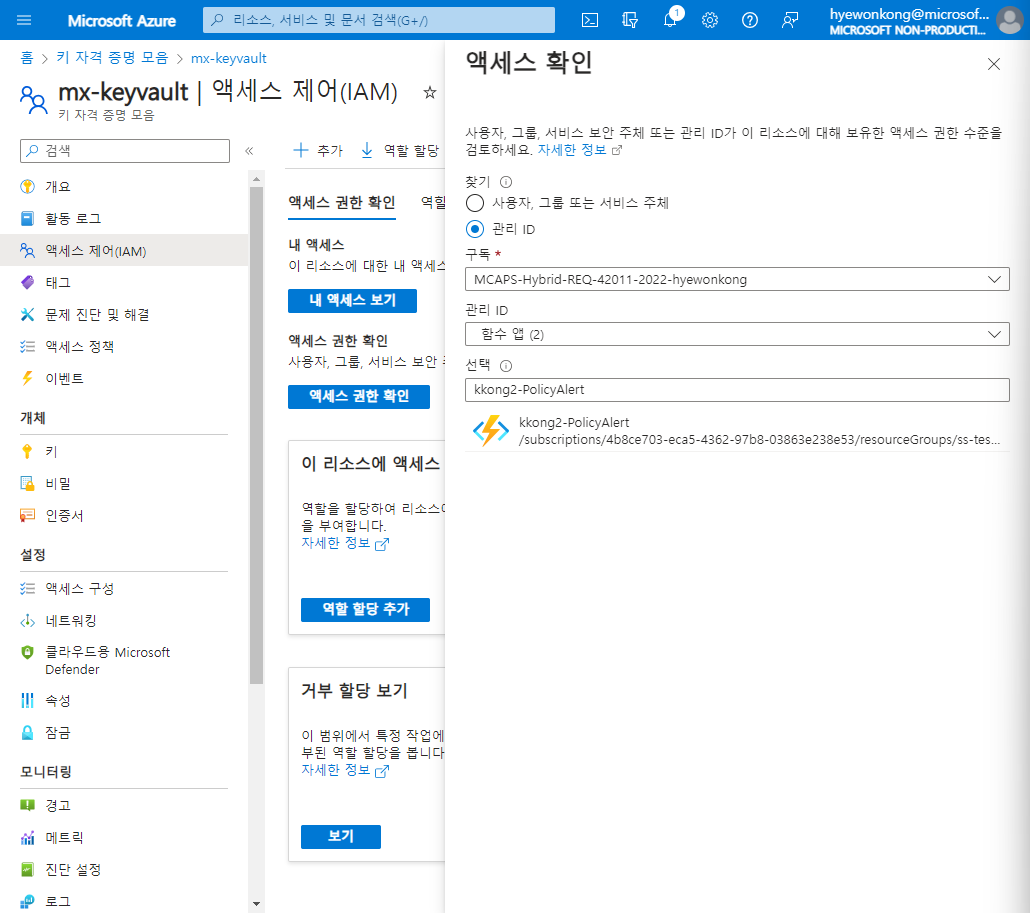 Microsoft Azure
리소스, 서비스 및 문서 검색(G+/)
1
hyewonkong@microsof...
MICROSOFT NON-PRODUCTI...
홈 > 키 자격 증명 모음 > mx-keyvault
mx-keyvault | 액세스 제어(IAM)
키 자격 증명 모음
검색
개요
활동 로그
액세스 제어(IAM)
태그
문제 진단 및 해결
액세스 정책
이벤트
개체
키
비밀
인증서
설정
액세스 구성
네트워킹
클라우드용 Microsoft
Defender
속성
잠금
모니터링
경고
메트릭
진단 설정
로그
추가
역할 할당
액세스 권한 확인
역할
내 액세스
이 리소스에 대한 내 액세스
내 액세스 보기
액세스 권한 확인
사용자, 그룹, 서비스 보안
액세스 권한 확인
이 리소스에 액세스
역할을 할당하여 리소스에
을 부여합니다.
자세한 정보
역할 할당 추가
거부 할당 보기
이 범위에서 특정 작업에
부된 역할 할당을 봅니다
자세한 정보
보기
액세스 확인
사용자, 그룹, 서비스 보안 주체 또는 관리 ID가 이 리소스에 대해 보유한 액세스 권한 수준을
검토하세요. 자세한 정보
찾기
사용자, 그룹 또는 서비스 주체
관리 ID
구독 *
MCAPS-Hybrid-REQ-42011-2022-hyewonkong
관리 ID
함수 앱 (2)
선택
kkong2-PolicyAlert
kkong2-PolicyAlert
/subscriptions/4b8ce703-eca5-4362-97b8-03863e238e53/resourceGroups/ss-tes...